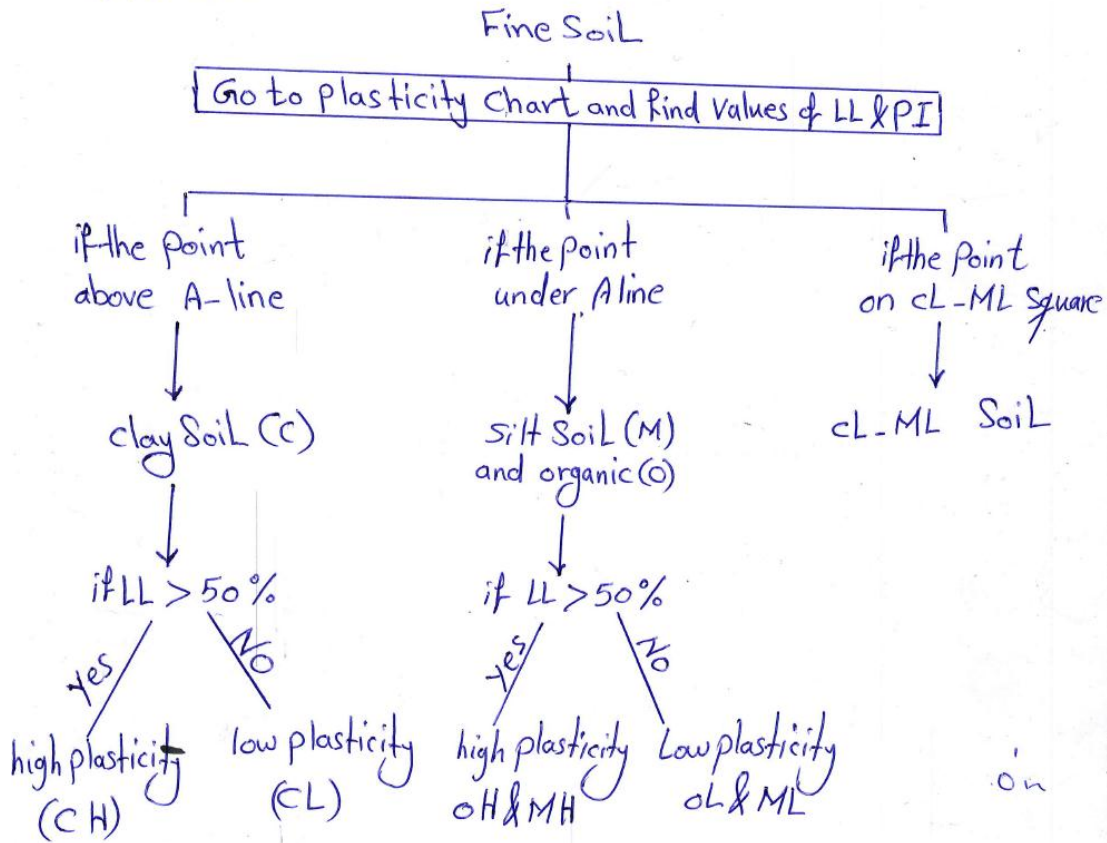 Fine SoiL
Go to plasticity Chart and find values of LL & PI
if the point
above A-line
if the point
under A line
if the Point
on cL-ML Square
clay SoiL (C)
silt SoiL (M)
and organic (O)
cL-ML SoiL
if LL > 50%
if LL > 50%
Yes
NO
Yes
NO
high plasticity
(CH)
low plasticity
(CL)
high plasticity
oH & MH
Low plasticity
oL & ML
on